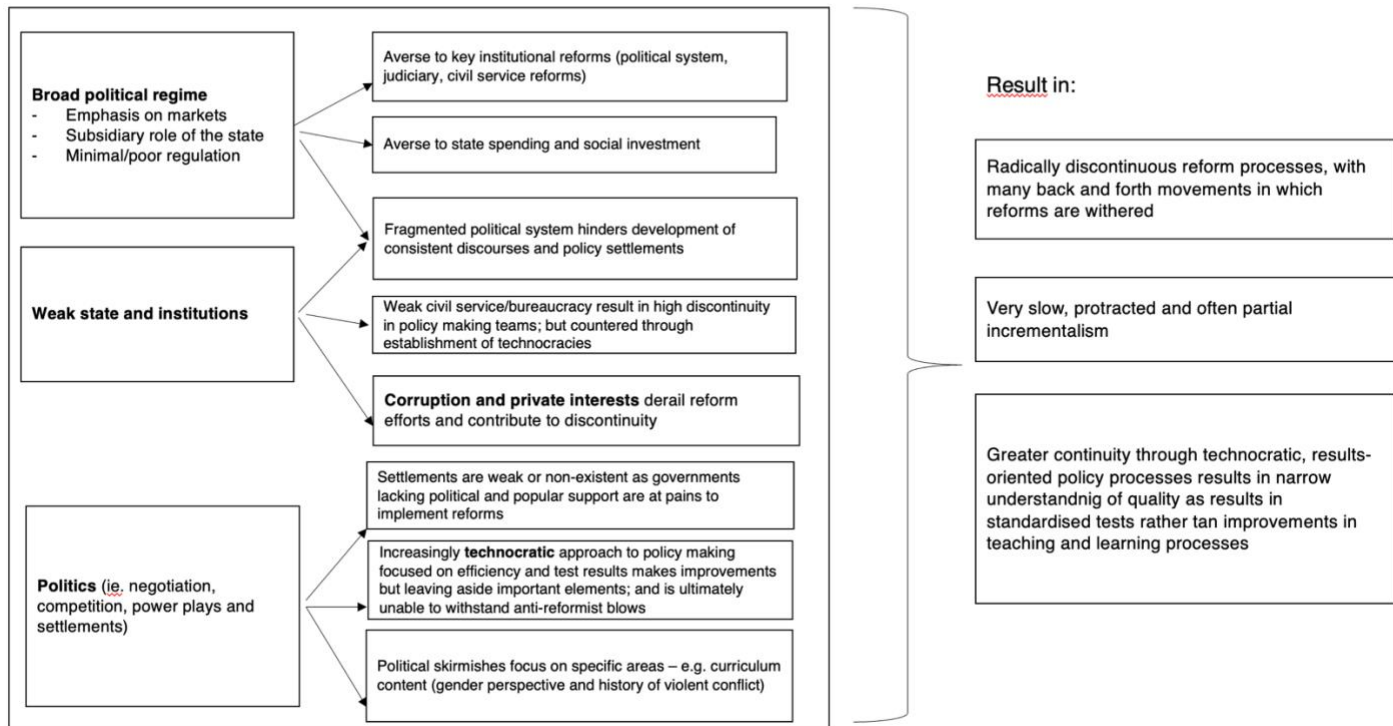 Broad political regime
- Emphasis on markets
- Subsidiary role of the state
- Minimal/poor regulation
Averse to key institutional reforms (political system,
judiciary, civil service reforms)
Averse to state spending and social investment
Fragmented political system hinders development of
consistent discourses and policy settlements
Weak state and institutions
Weak civil service/bureaucracy result in high discontinuity
in policy making teams; but countered through
establishment of technocracies
Corruption and private interests derail reform
efforts and contribute to discontinuity
Politics (ie. negotiation,
competition, power plays and
settlements)
Settlements are weak or non-existent as governments
lacking political and popular support are at pains to
implement reforms
Increasingly technocratic approach to policy making
focused on efficiency and test results makes improvements
but leaving aside important elements; and is ultimately
unable to withstand anti-reformist blows
Political skirmishes focus on specific areas – e.g. curriculum
content (gender perspective and history of violent conflict)
Result in:
Radically discontinuous reform processes, with
many back and forth movements in which
reforms are withered
Very slow, protracted and often partial
incrementalism
Greater continuity through technocratic, results-
oriented policy processes results in narrow
understandnig of quality as results in
standardised tests rather tan improvements in
teaching and learning processes